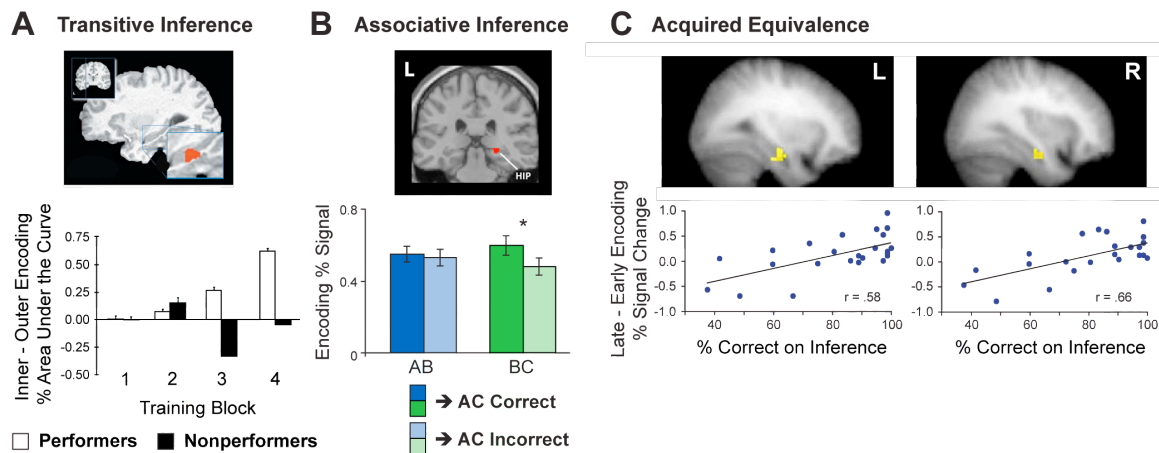 A Transitive Inference
Inner - Outer Encoding
% Area Under the Curve
0.75
0.50
0.25
0.00
-0.25
-0.50
1 2 3 4
Training Block
Performers Nonperformers
B Associative Inference
L
HIP
Encoding % Signal
0.8
0.4
0
*
AB BC
➔ AC Correct
➔ AC Incorrect
C Acquired Equivalence
L
R
Late - Early Encoding
% Signal Change
1.0
0.5
0.0
-0.5
-1.0
r = .58
40 60 80 100
% Correct on Inference
1.0
0.5
0.0
-0.5
-1.0
r = .66
40 60 80 100
% Correct on Inference